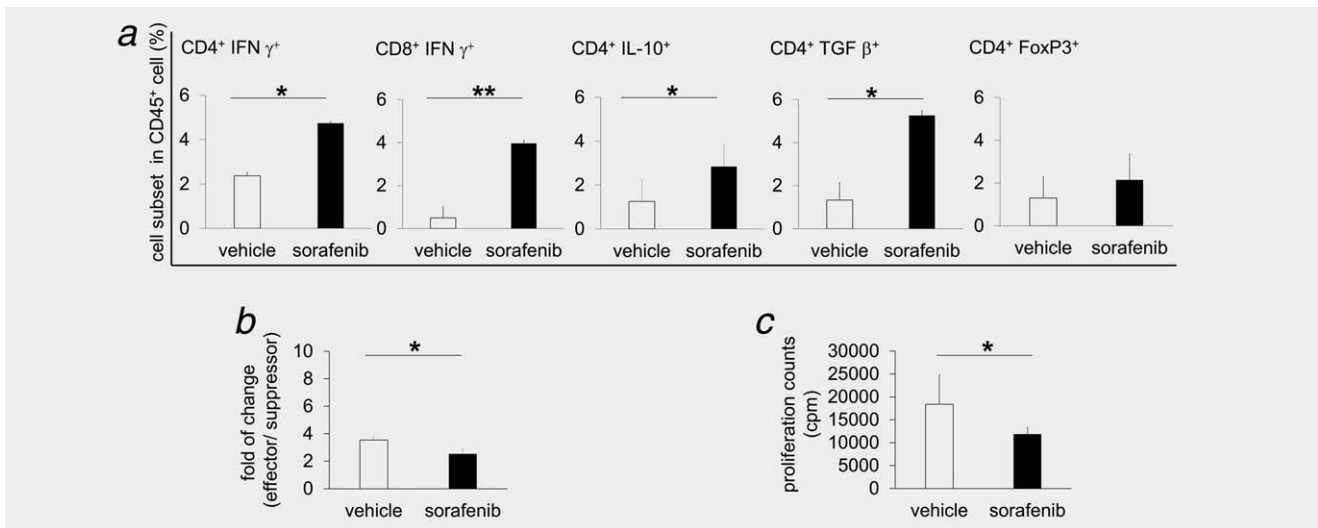 a
cell subset in CD45⁺ cell (%)
CD4⁺ IFN γ⁺
*
6
4
2
0
vehicle sorafenib
CD8⁺ IFN γ⁺
**
6
4
2
0
vehicle sorafenib
CD4⁺ IL-10⁺
*
6
4
2
0
vehicle sorafenib
CD4⁺ TGF β⁺
*
6
4
2
0
vehicle sorafenib
CD4⁺ FoxP3⁺
6
4
2
0
vehicle sorafenib
b
fold of change
(effector/ suppressor)
*
10
8
6
4
2
0
vehicle sorafenib
c
proliferation counts
(cpm)
*
30000
25000
20000
15000
10000
5000
0
vehicle sorafenib